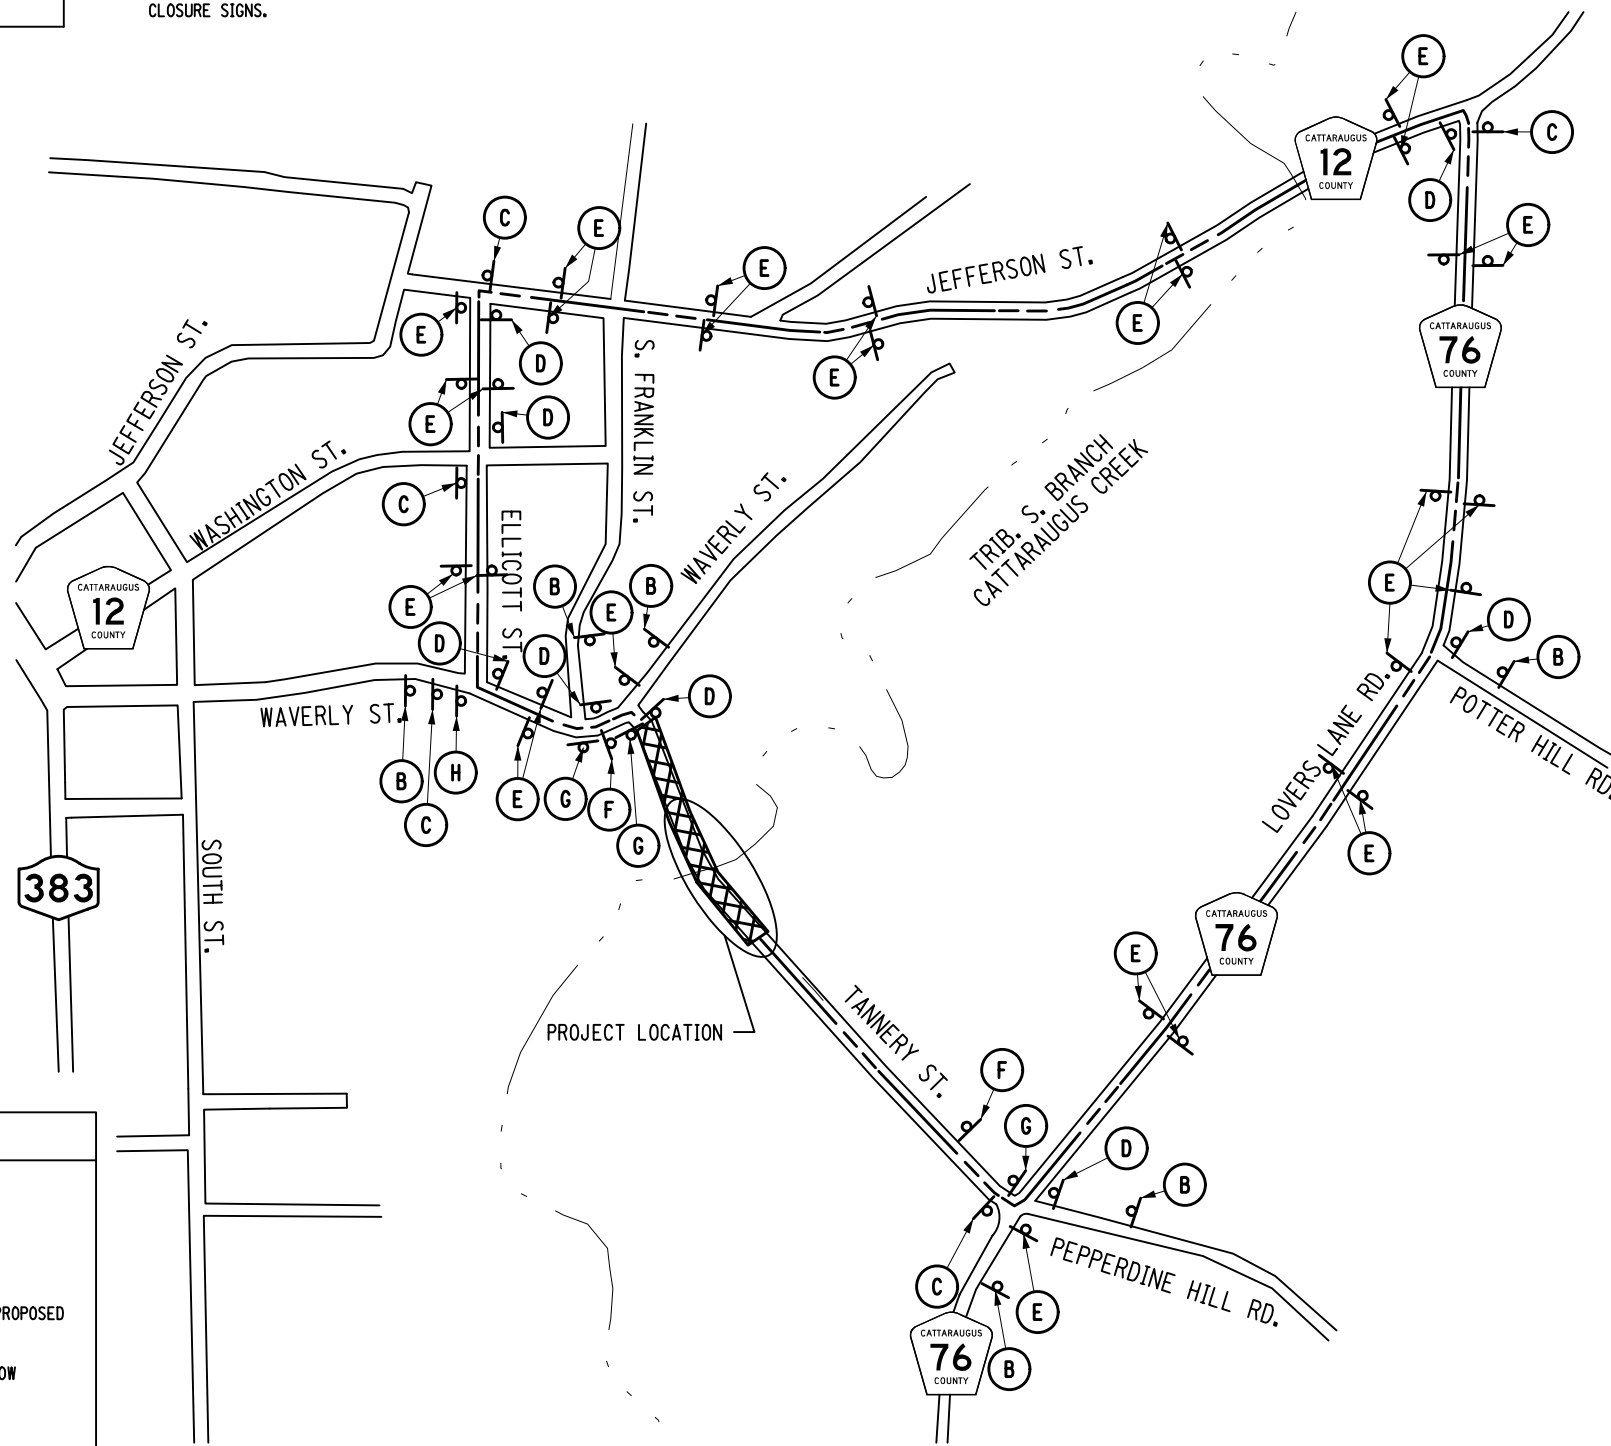 CLOSURE SIGNS.
E
CATTARAUGUS
12
COUNTY
C
D
C
E
E
E
JEFFERSON ST.
E
E
E
D
JEFFERSON ST.
S. FRANKLIN ST.
CATTARAUGUS
76
COUNTY
E
E
D
WASHINGTON ST.
C
WAVERLY ST.
TRIB. S. BRANCH
CATTARAUGUS CREEK
ELLICOTT ST.
CATTARAUGUS
12
COUNTY
E
B
E
B
E
D
D
D
D
B
WAVERLY ST.
LOVERS LANE RD.
POTTER HILL RD.
B
C
H
E
G
F
G
E
383
SOUTH ST.
CATTARAUGUS
76
COUNTY
E
PROJECT LOCATION
TANNERY ST.
F
G
D
B
C
E
B
PEPPERDINE HILL RD.
PROPOSED
OW
CATTARAUGUS
76
COUNTY